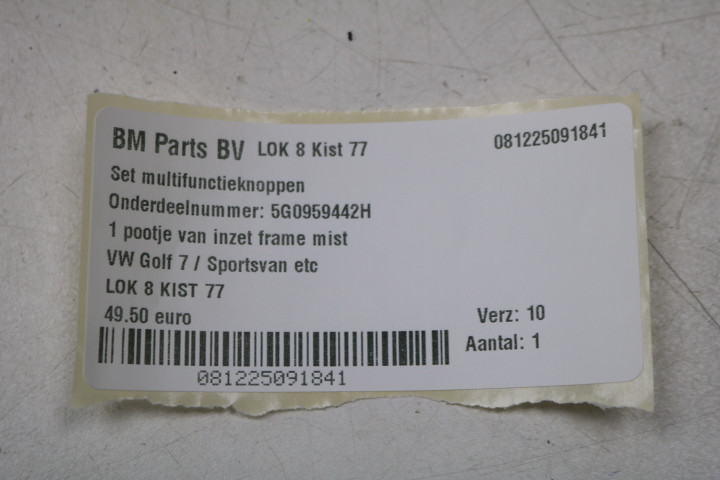 BM Parts BV LOK 8 Kist 77 081225091841
Set multifunctieknoppen
Onderdeelnummer: 5G0959442H
1 pootje van inzet frame mist
VW Golf 7 / Sportsvan etc
LOK 8 KIST 77
49.50 euro Verz: 10
Aantal: 1
081225091841